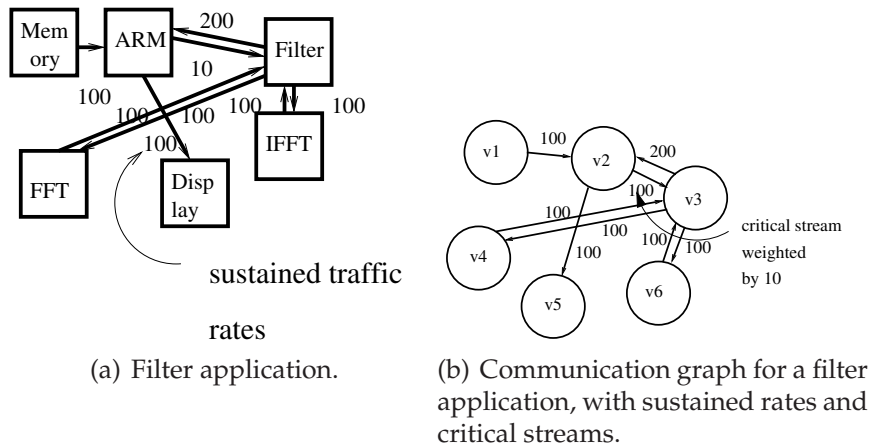 200
Mem
ory
ARM
Filter
10
100
100
100
100
100
100
FFT
Disp
lay
IFFT
sustained traffic
rates
(a) Filter application.
v1
100
v2
200
100
v3
100
100
100
100
100
v4
v5
v6
critical stream
weighted
by 10
(b) Communication graph for a filter
application, with sustained rates and
critical streams.